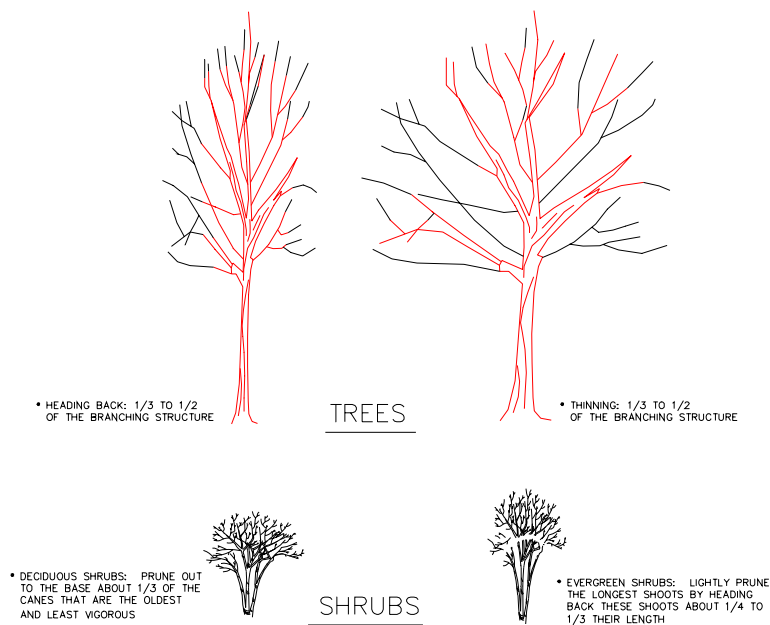 • HEADING BACK: 1/3 TO 1/2
OF THE BRANCHING STRUCTURE
TREES
• THINNING: 1/3 TO 1/2
OF THE BRANCHING STRUCTURE
• DECIDUOUS SHRUBS: PRUNE OUT
TO THE BASE ABOUT 1/3 OF THE
CANES THAT ARE THE OLDEST
AND LEAST VIGOROUS
SHRUBS
• EVERGREEN SHRUBS: LIGHTLY PRUNE
THE LONGEST SHOOTS BY HEADING
BACK THESE SHOOTS ABOUT 1/4 TO
1/3 THEIR LENGTH